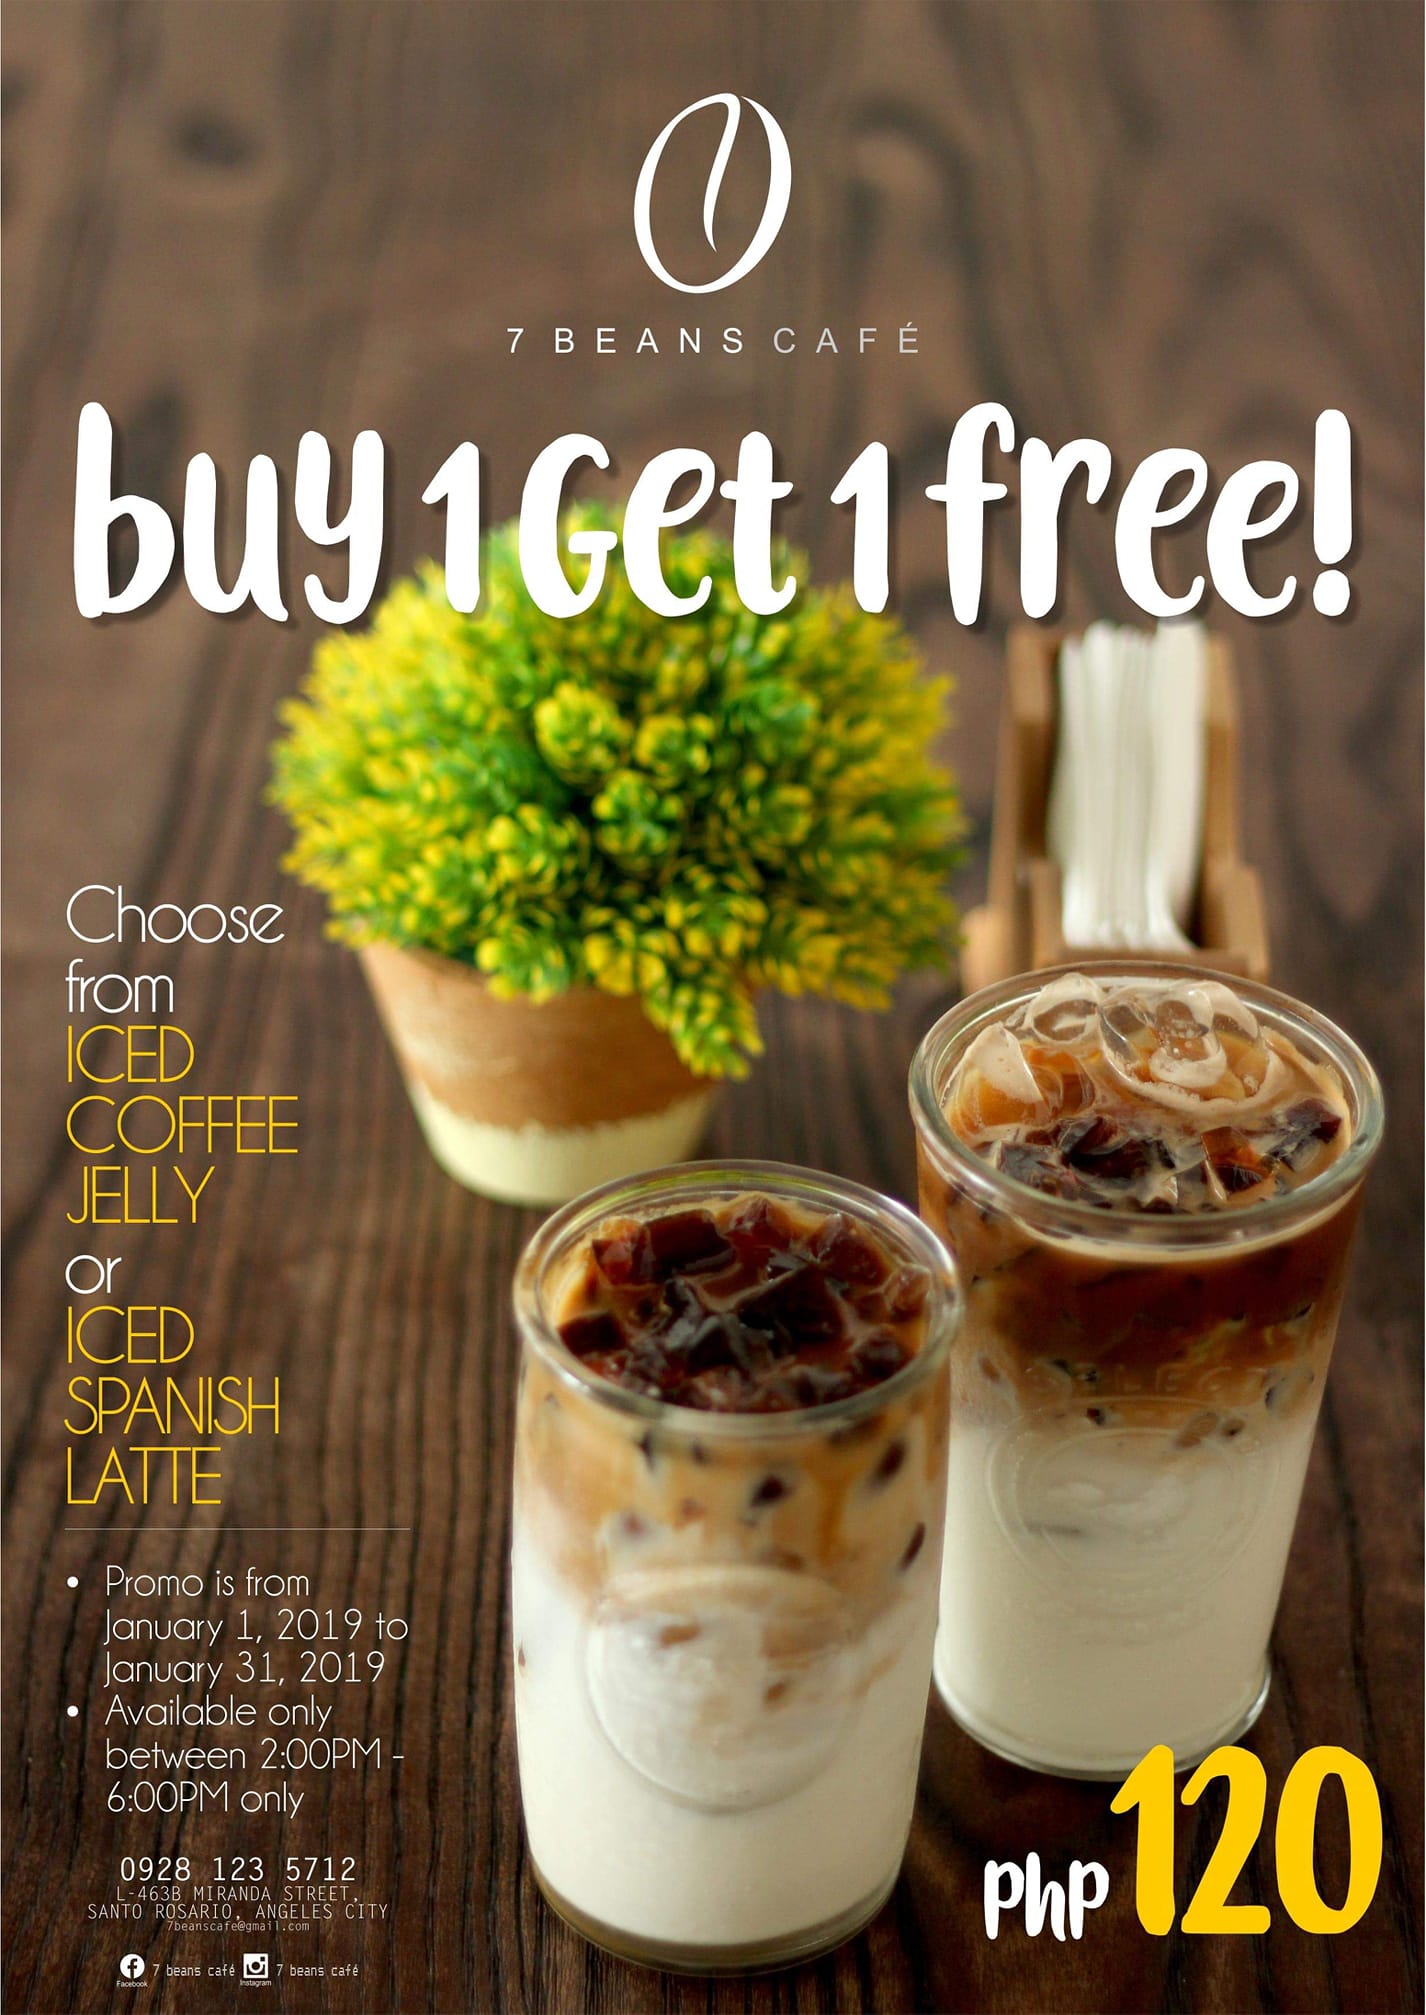 7 BEANS CAFÉ
buy 1 Get 1 free!
Choose
from
ICED
COFFEE
JELLY
or
ICED
SPANISH
LATTE
• Promo is from
January 1, 2019 to
January 31, 2019
• Available only
between 2:00PM -
6:00PM only
0928 123 5712
L-463B MIRANDA STREET,
SANTO ROSARIO, ANGELES CITY
7beanscafe@gmail.com
7 beans café 7 beans café
Facebook Instagram
php 120